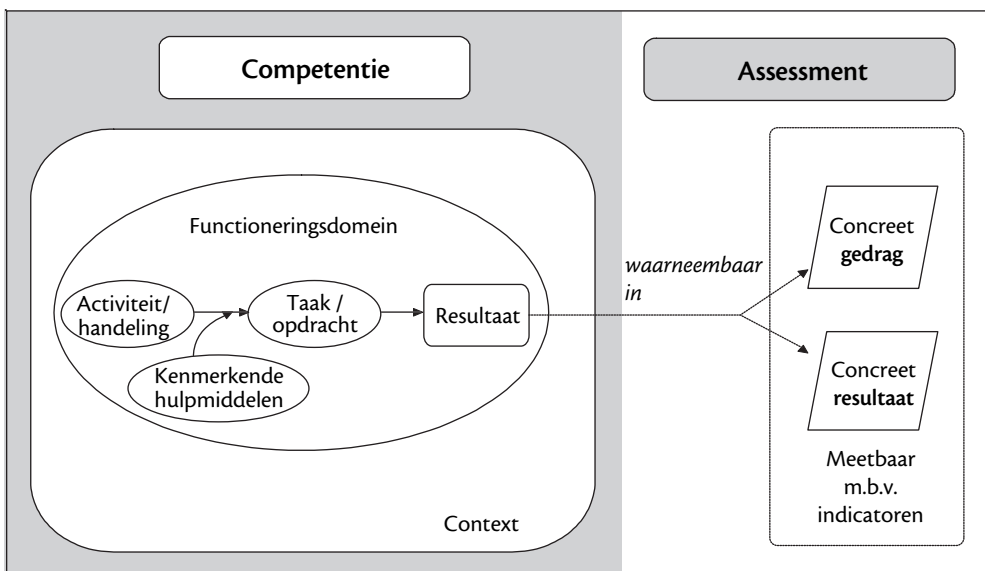 Competentie
Assessment
Functioneringsdomein
Activiteit/
handeling
Taak /
opdracht
Resultaat
Kenmerkende
hulpmiddelen
Context
waarneembaar
in
Concreet
gedrag
Concreet
resultaat
Meetbaar
m.b.v.
indicatoren